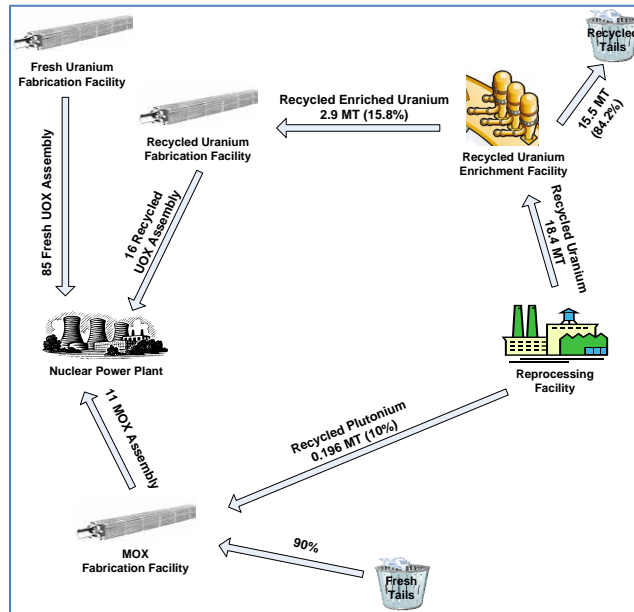 Fresh Uranium
Fabrication Facility
Recycled
Tails
Recycled Enriched Uranium
2.9 MT (15.8%)
15.5 MT
(84.2%)
Recycled Uranium
Fabrication Facility
Recycled Uranium
Enrichment Facility
85 Fresh UOX Assembly
16 Recycled
UOX Assembly
Recycled Uranium
18.4 MT
Nuclear Power Plant
Reprocessing
Facility
11 MOX Assembly
Recycled Plutonium
0.196 MT (10%)
MOX
Fabrication Facility
90%
Fresh
Tails